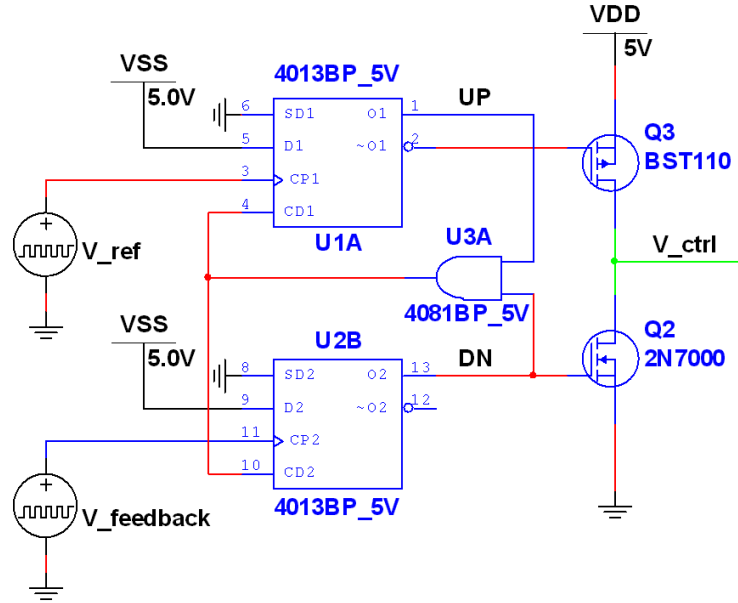 VDD
5V
VSS
5.0V
4013BP_5V
6 SD1 O1 1 UP
5 D1 ~O1 2
3 CP1
4 CD1
U1A
Q3
BST110
V_ref
U3A
4081BP_5V
V_ctrl
VSS
5.0V
U2B
8 SD2 O2 13 DN
9 D2 ~O2 12
11 CP2
10 CD2
4013BP_5V
Q2
2N7000
V_feedback